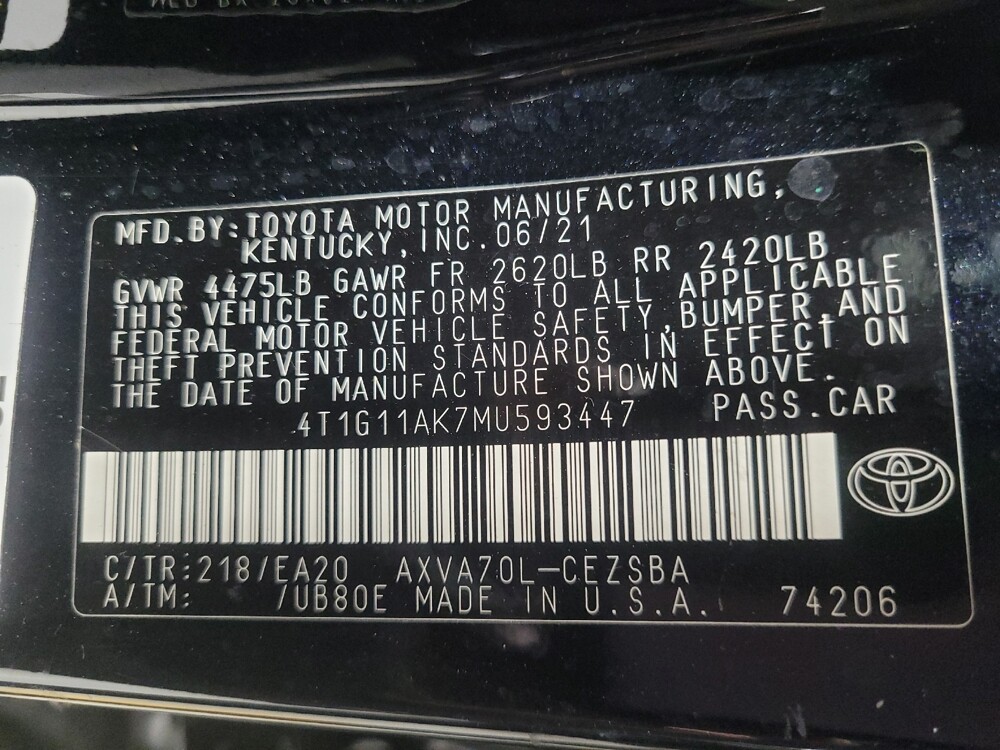 MFD.BY:TOYOTA MOTOR MANUFACTURING,
KENTUCKY, INC. 06/21
GVWR 4475LB GAWR FR 2620LB RR 2420LB
THIS VEHICLE CONFORMS TO ALL APPLICABLE
FEDERAL MOTOR VEHICLE SAFETY, BUMPER, AND
THEFT PREVENTION STANDARDS IN EFFECT ON
THE DATE OF MANUFACTURE SHOWN ABOVE.
4T1G11AK7MU593447 PASS.CAR
C/TR:218/EA20 AXVA70L-CEZSBA
A/TM: /UB80E MADE IN U.S.A. 74206